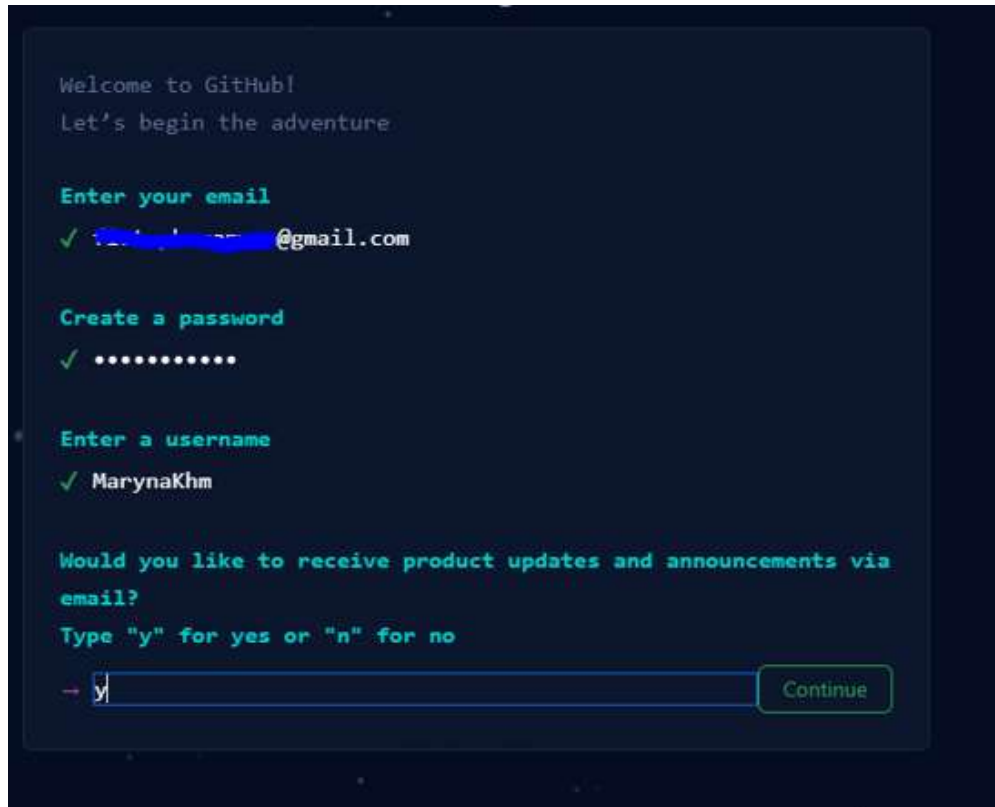 Welcome to GitHub!
Let’s begin the adventure
Enter your email
✓ @gmail.com
Create a password
✓ •••••••••••
Enter a username
✓ MarynaKhm
Would you like to receive product updates and announcements via
email?
Type "y" for yes or "n" for no
→ y Continue